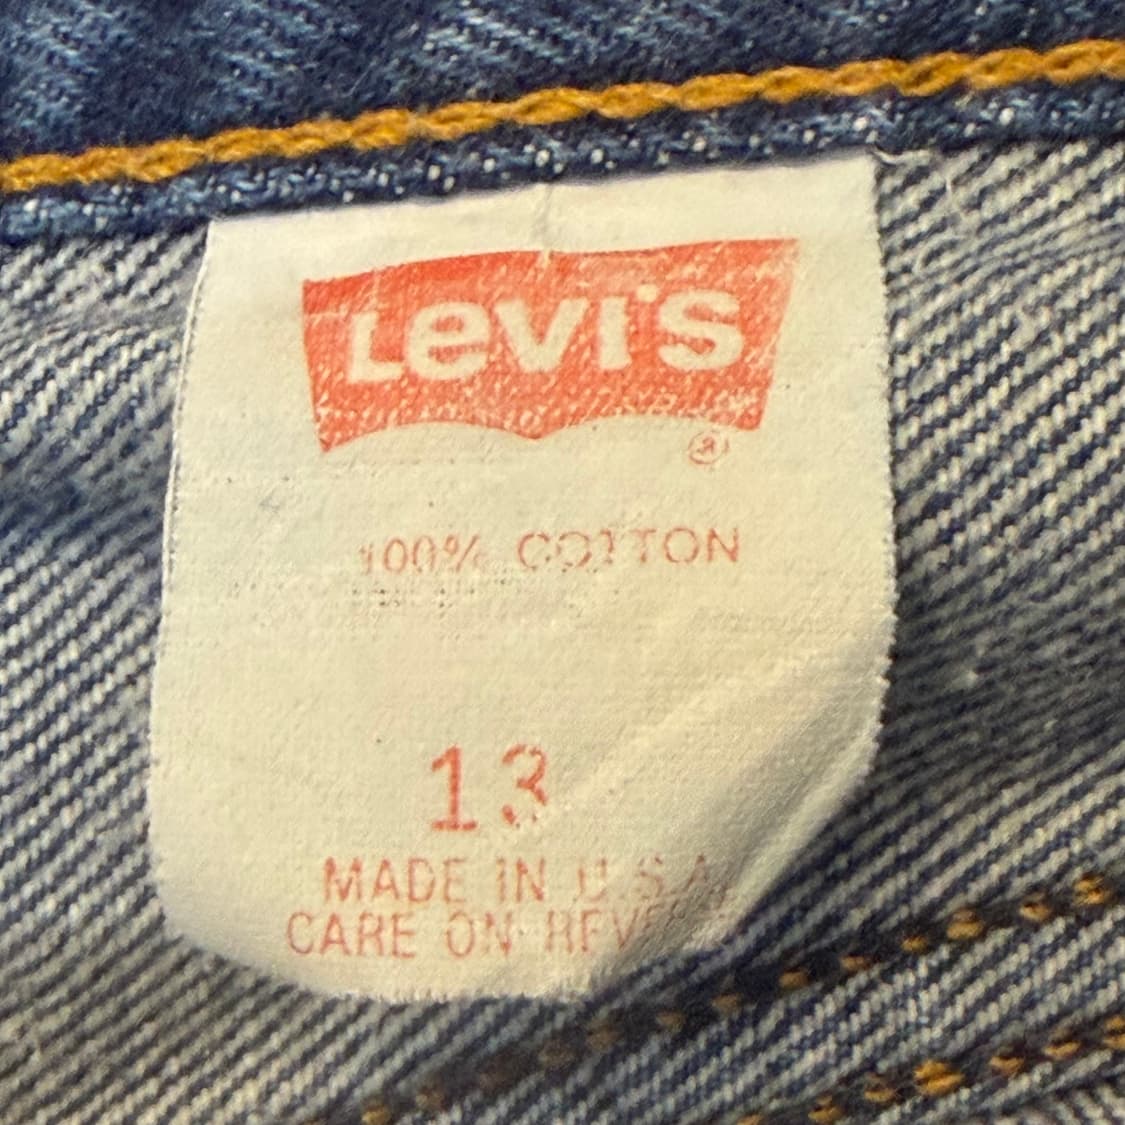 Levi's
®
100% COTTON
13
MADE IN U.S.A.
CARE ON